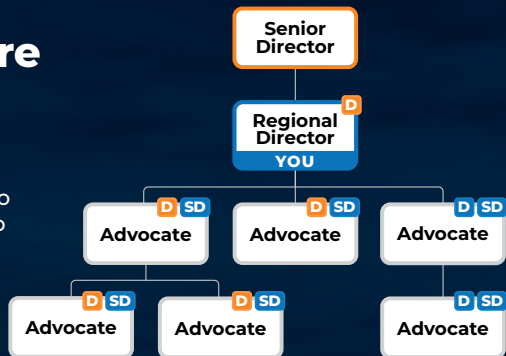 re
Senior
Director
D
Regional
Director
YOU
o
o
D SD
Advocate
D SD
Advocate
D SD
Advocate
D SD
Advocate
D SD
Advocate
D SD
Advocate